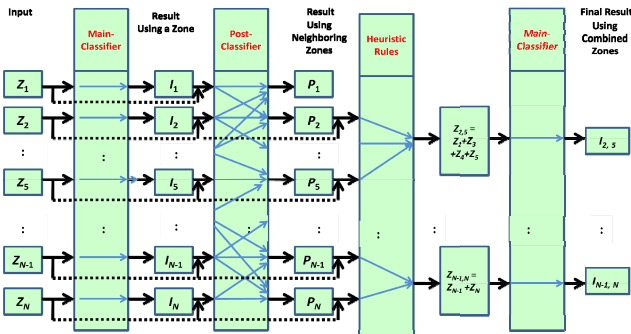 Input
Main-
Classifier
Result
Using a Zone
Post-
Classifier
Result
Using
Neighboring
Zones
Heuristic
Rules
Main-
Classifier
Final Result
Using
Combined
Zones
Z1
I1
P1
Z2
I2
P2
Z2,5 =
Z2+Z3
+Z4+Z5
I2, 5
:
:
:
:
:
Z5
I5
P5
:
:
:
:
:
:
:
:
:
ZN-1
IN-1
PN-1
ZN-1,N =
ZN-1 +ZN
IN-1, N
ZN
IN
PN